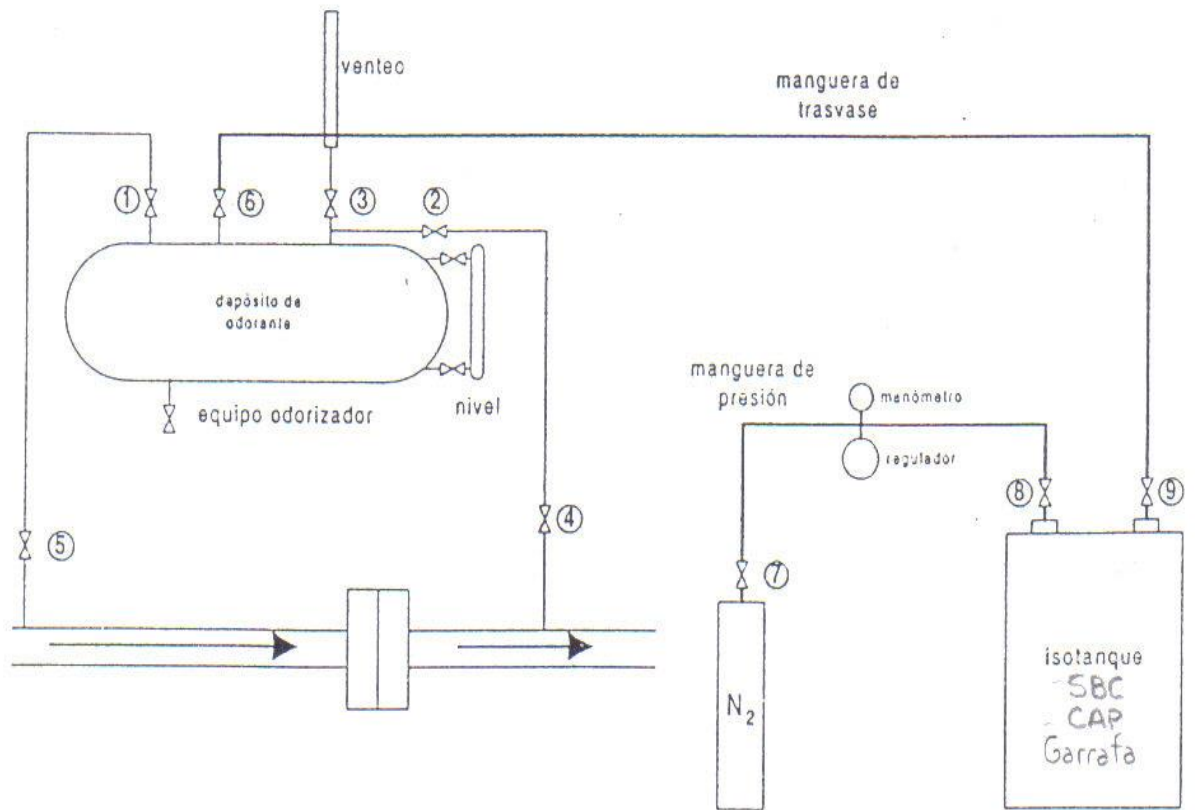 venteo
manguera de
trasvase
①
⑥
③
②
depósito de
odorante
equipo odorizador
nivel
manguera de
presión
manómetro
regulador
⑧
⑨
④
⑤
⑦
N₂
isotanque
SBC
CAP
Garrafa